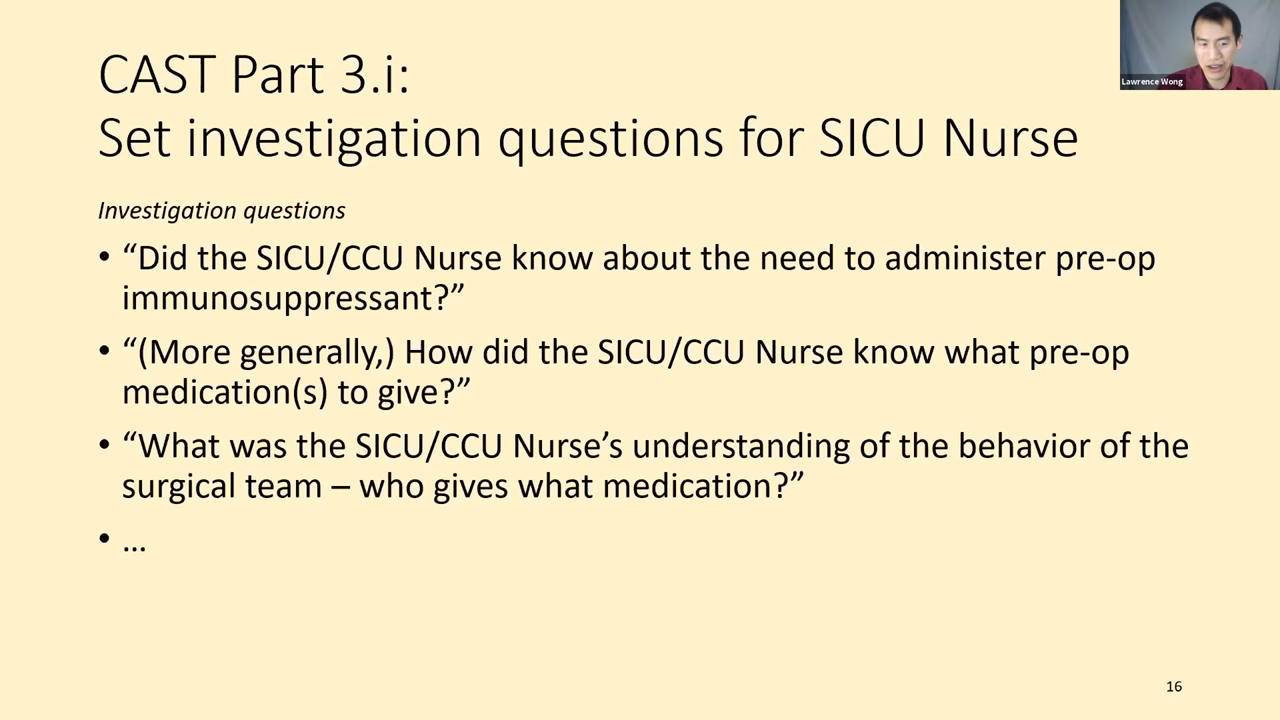 CAST Part 3.i:
Set investigation questions for SICU Nurse
Lawrence Wong
Investigation questions
• “Did the SICU/CCU Nurse know about the need to administer pre-op
immunosuppressant?”
• “(More generally,) How did the SICU/CCU Nurse know what pre-op
medication(s) to give?”
• “What was the SICU/CCU Nurse’s understanding of the behavior of the
surgical team – who gives what medication?”
• …
16